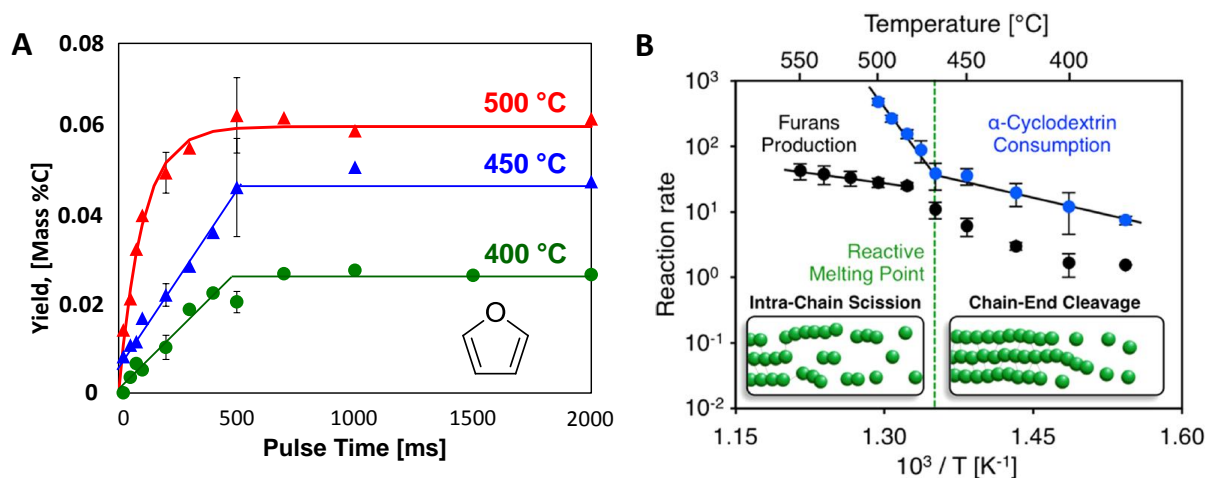 A
0.08
0.06
0.04
0.02
0
Yield, [Mass %C]
500 °C
450 °C
400 °C
O
0
500
1000
1500
2000
Pulse Time [ms]
B
Temperature [°C]
550
500
450
400
10³
10²
10¹
10⁰
10⁻¹
10⁻²
Reaction rate
Furans
Production
α-Cyclodextrin
Consumption
Reactive
Melting Point
Intra-Chain Scission
Chain-End Cleavage
1.15
1.30
1.45
1.60
10³ / T [K⁻¹]